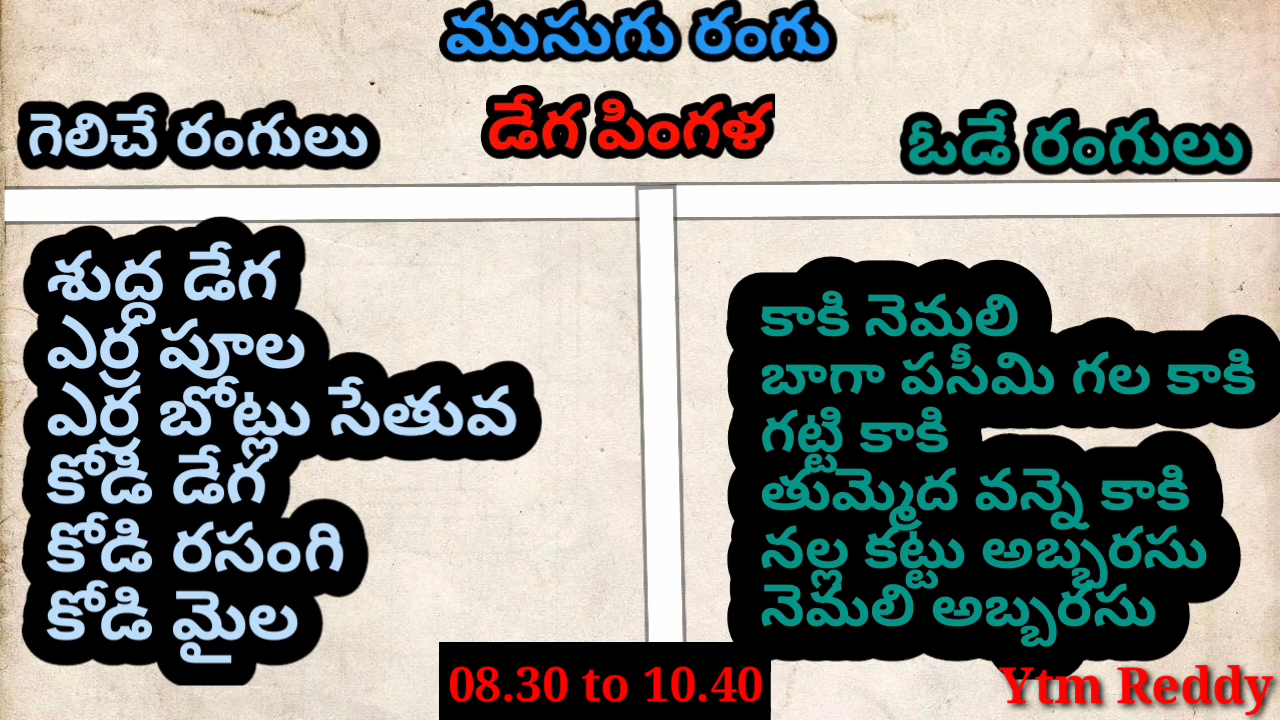 ముసుగు రంగు
గెలిచే రంగులు
డేగ పింగళ
ఓడే రంగులు
శుద్ధ డేగ
ఎర్ర పూల
ఎర్ర బోట్లు సేతువ
కోడి డేగ
కోడి రసంగి
కోడి మైల
కాకి నెమలి
బాగా పసీమి గల కాకి
గట్టి కాకి
తుమ్మెద వన్నె కాకి
నల్ల కట్టు అబ్బరసు
నెమలి అబ్బరసు
08.30 to 10.40
Ytm Reddy